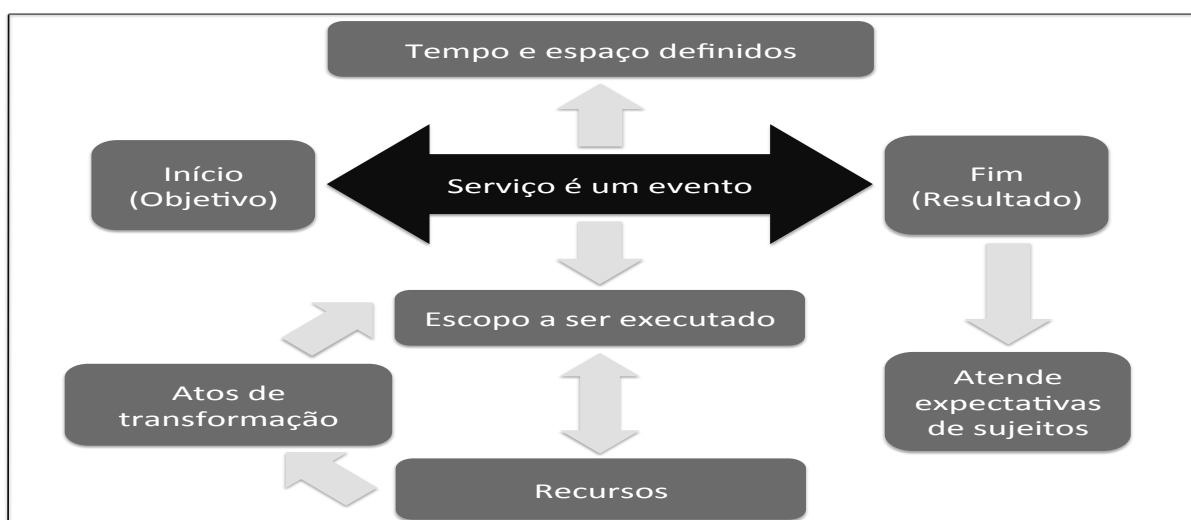 Tempo e espaço definidos
Início
(Objetivo)
Serviço é um evento
Fim
(Resultado)
Escopo a ser executado
Atos de
transformação
Atende
expectativas
de sujeitos
Recursos